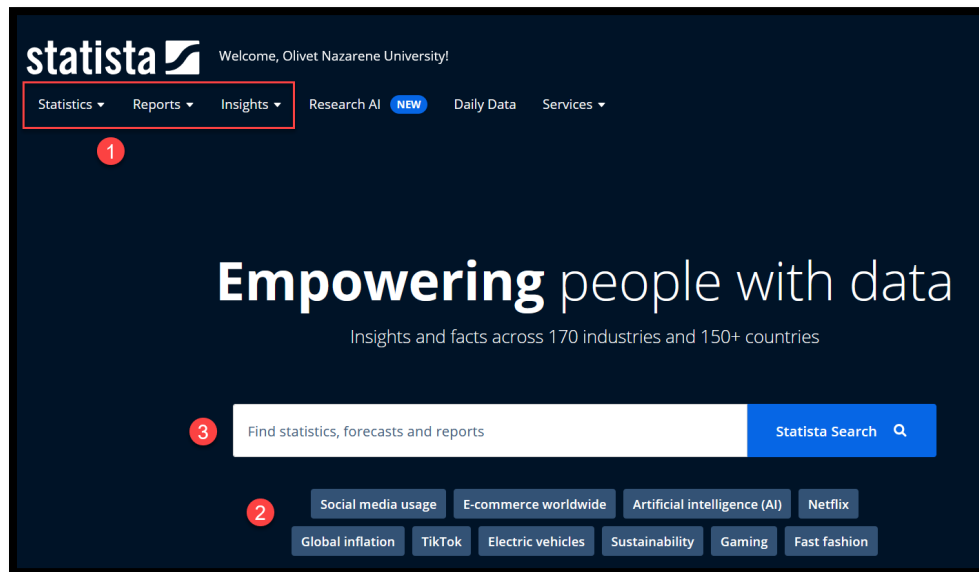 statista
Welcome, Olivet Nazarene University!
Statistics Reports Insights Research AI NEW Daily Data Services
1
Empowering people with data
Insights and facts across 170 industries and 150+ countries
3 Find statistics, forecasts and reports Statista Search
2 Social media usage E-commerce worldwide Artificial intelligence (AI) Netflix
Global inflation TikTok Electric vehicles Sustainability Gaming Fast fashion